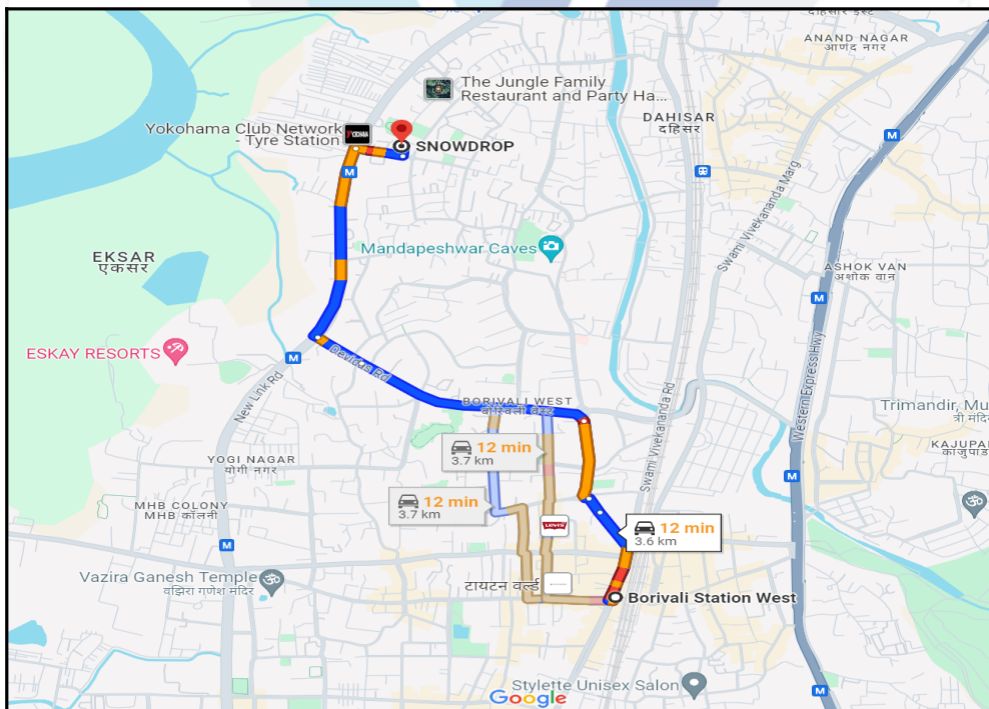 दहिसर ईस्ट
ANAND NAGAR
आणंद नगर
The Jungle Family
Restaurant and Party Ha...
DAHISAR
दहिसर
Yokohama Club Network
- Tyre Station
SNOWDROP
M
Swami Vivekananda Marg
Mandapeshwar Caves
EKSAR
एकसर
ASHOK VAN
अशोक वान
M
ESKAY RESORTS
M
Devidas Rd
New Link Rd
BORIVALI WEST
बोरिवली वेस्ट
Swami Vivekananda Rd
Western Express Hwy
Trimandir, Mu
श्री मंदिर
KAJUPAD
काजुपाडा
12 min
3.7 km
YOGI NAGAR
योगी नगर
M
12 min
3.7 km
MHB COLONY
MHB कॉलनी
LEVI'S
12 min
3.6 km
M
Vazira Ganesh Temple
वझिरा गणेश मंदिर
टायटन वर्ल्ड
Borivali Station West
Stylette Unisex Salon
Google
M